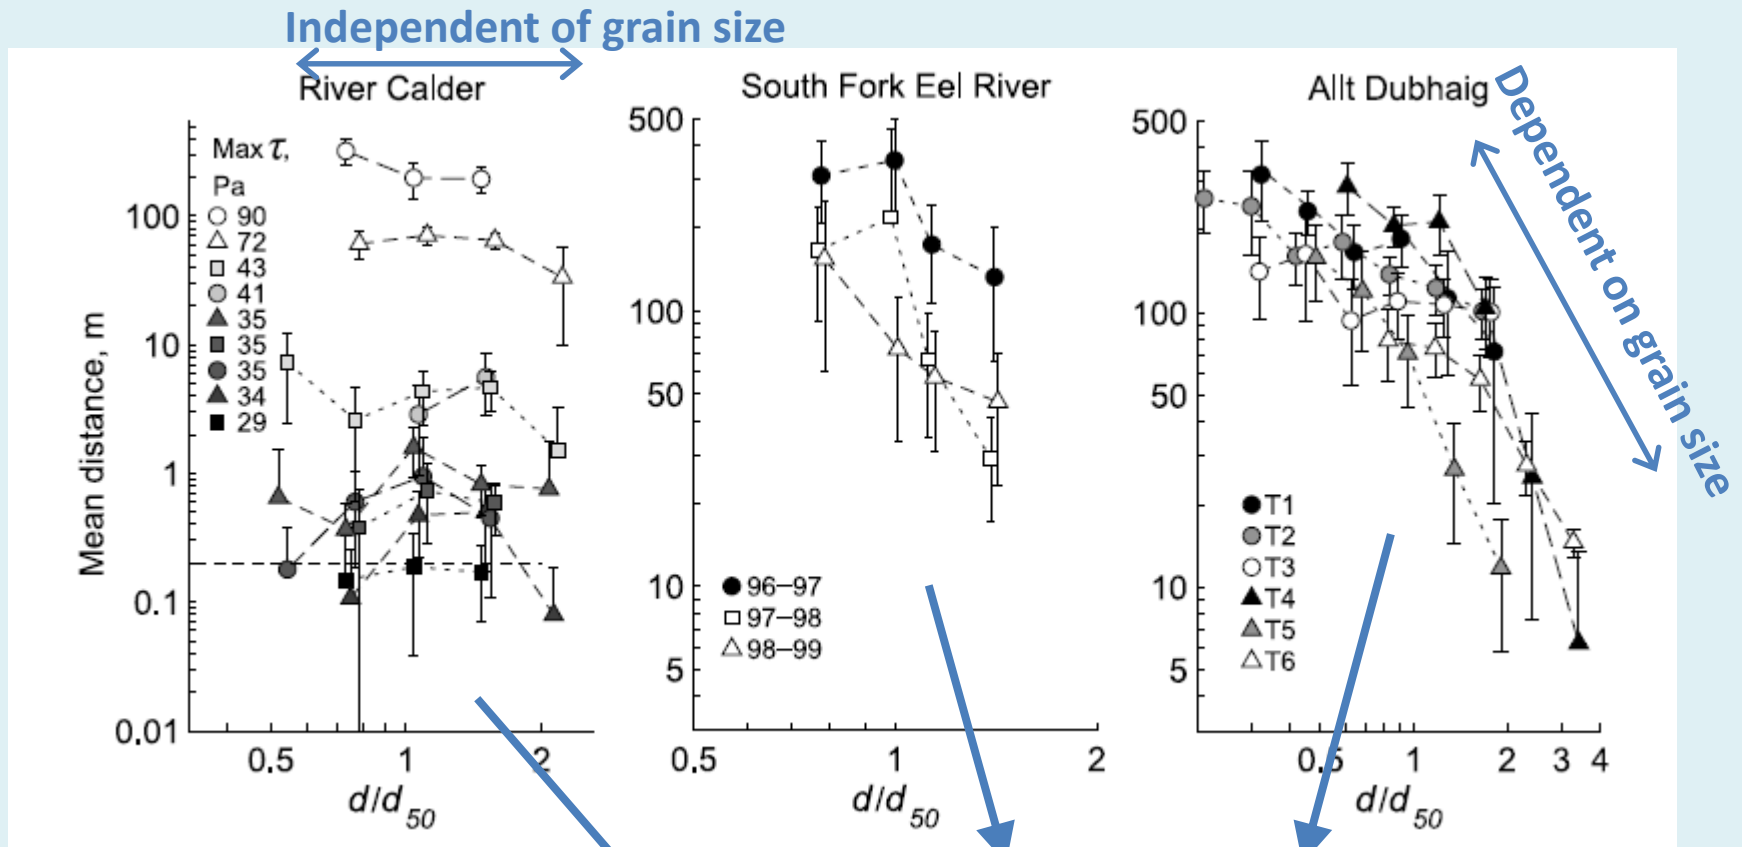 Independent of grain size
River Calder
Mean distance, m
100
10
1
0.1
0.01
Max τ,
Pa
90
72
43
41
35
35
35
34
29
0.5 1 2
d/d50
South Fork Eel River
500
100
50
10
5
96–97
97–98
98–99
0.5 1 2
d/d50
Allt Dubhaig
500
100
50
10
5
T1
T2
T3
T4
T5
T6
0.5 1 2 3 4
d/d50
Dependent on grain size